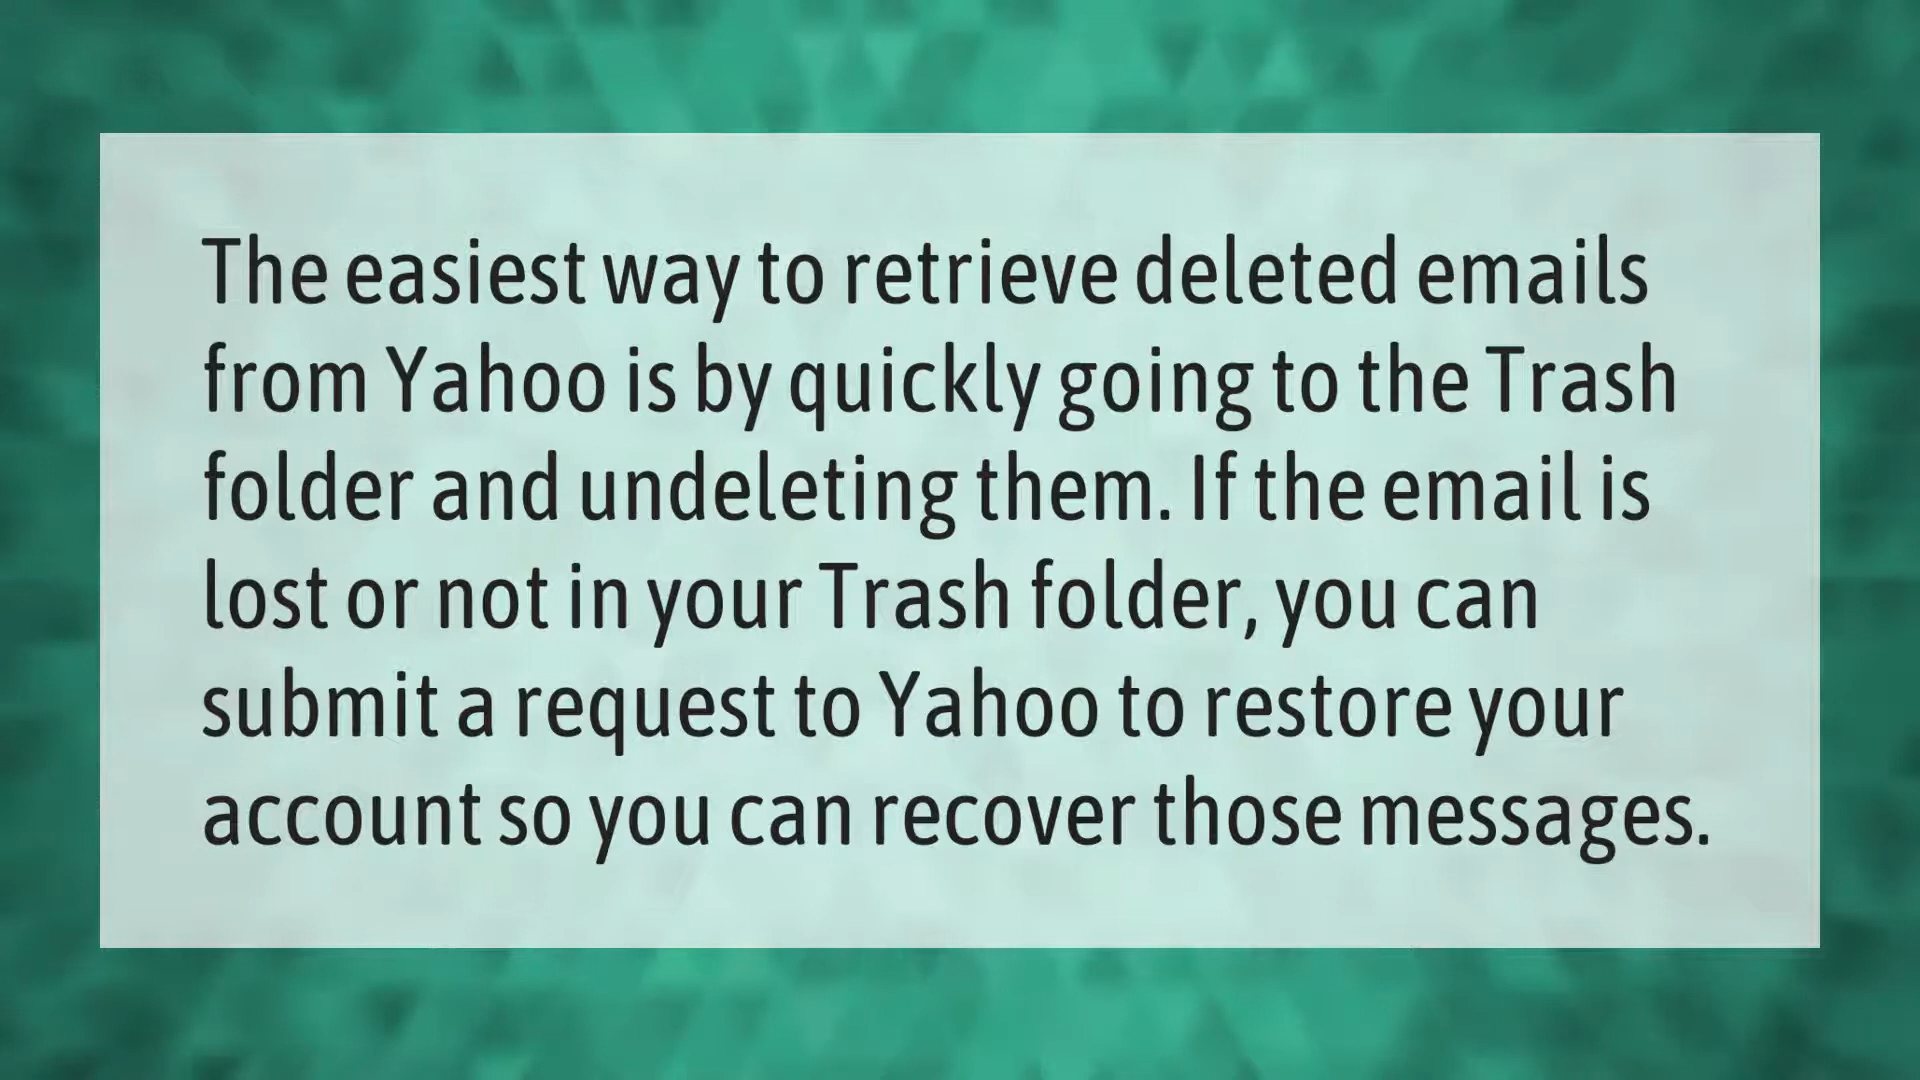 The easiest way to retrieve deleted emails
from Yahoo is by quickly going to the Trash
folder and undeleting them. If the email is
lost or not in your Trash folder, you can
submit a request to Yahoo to restore your
account so you can recover those messages.